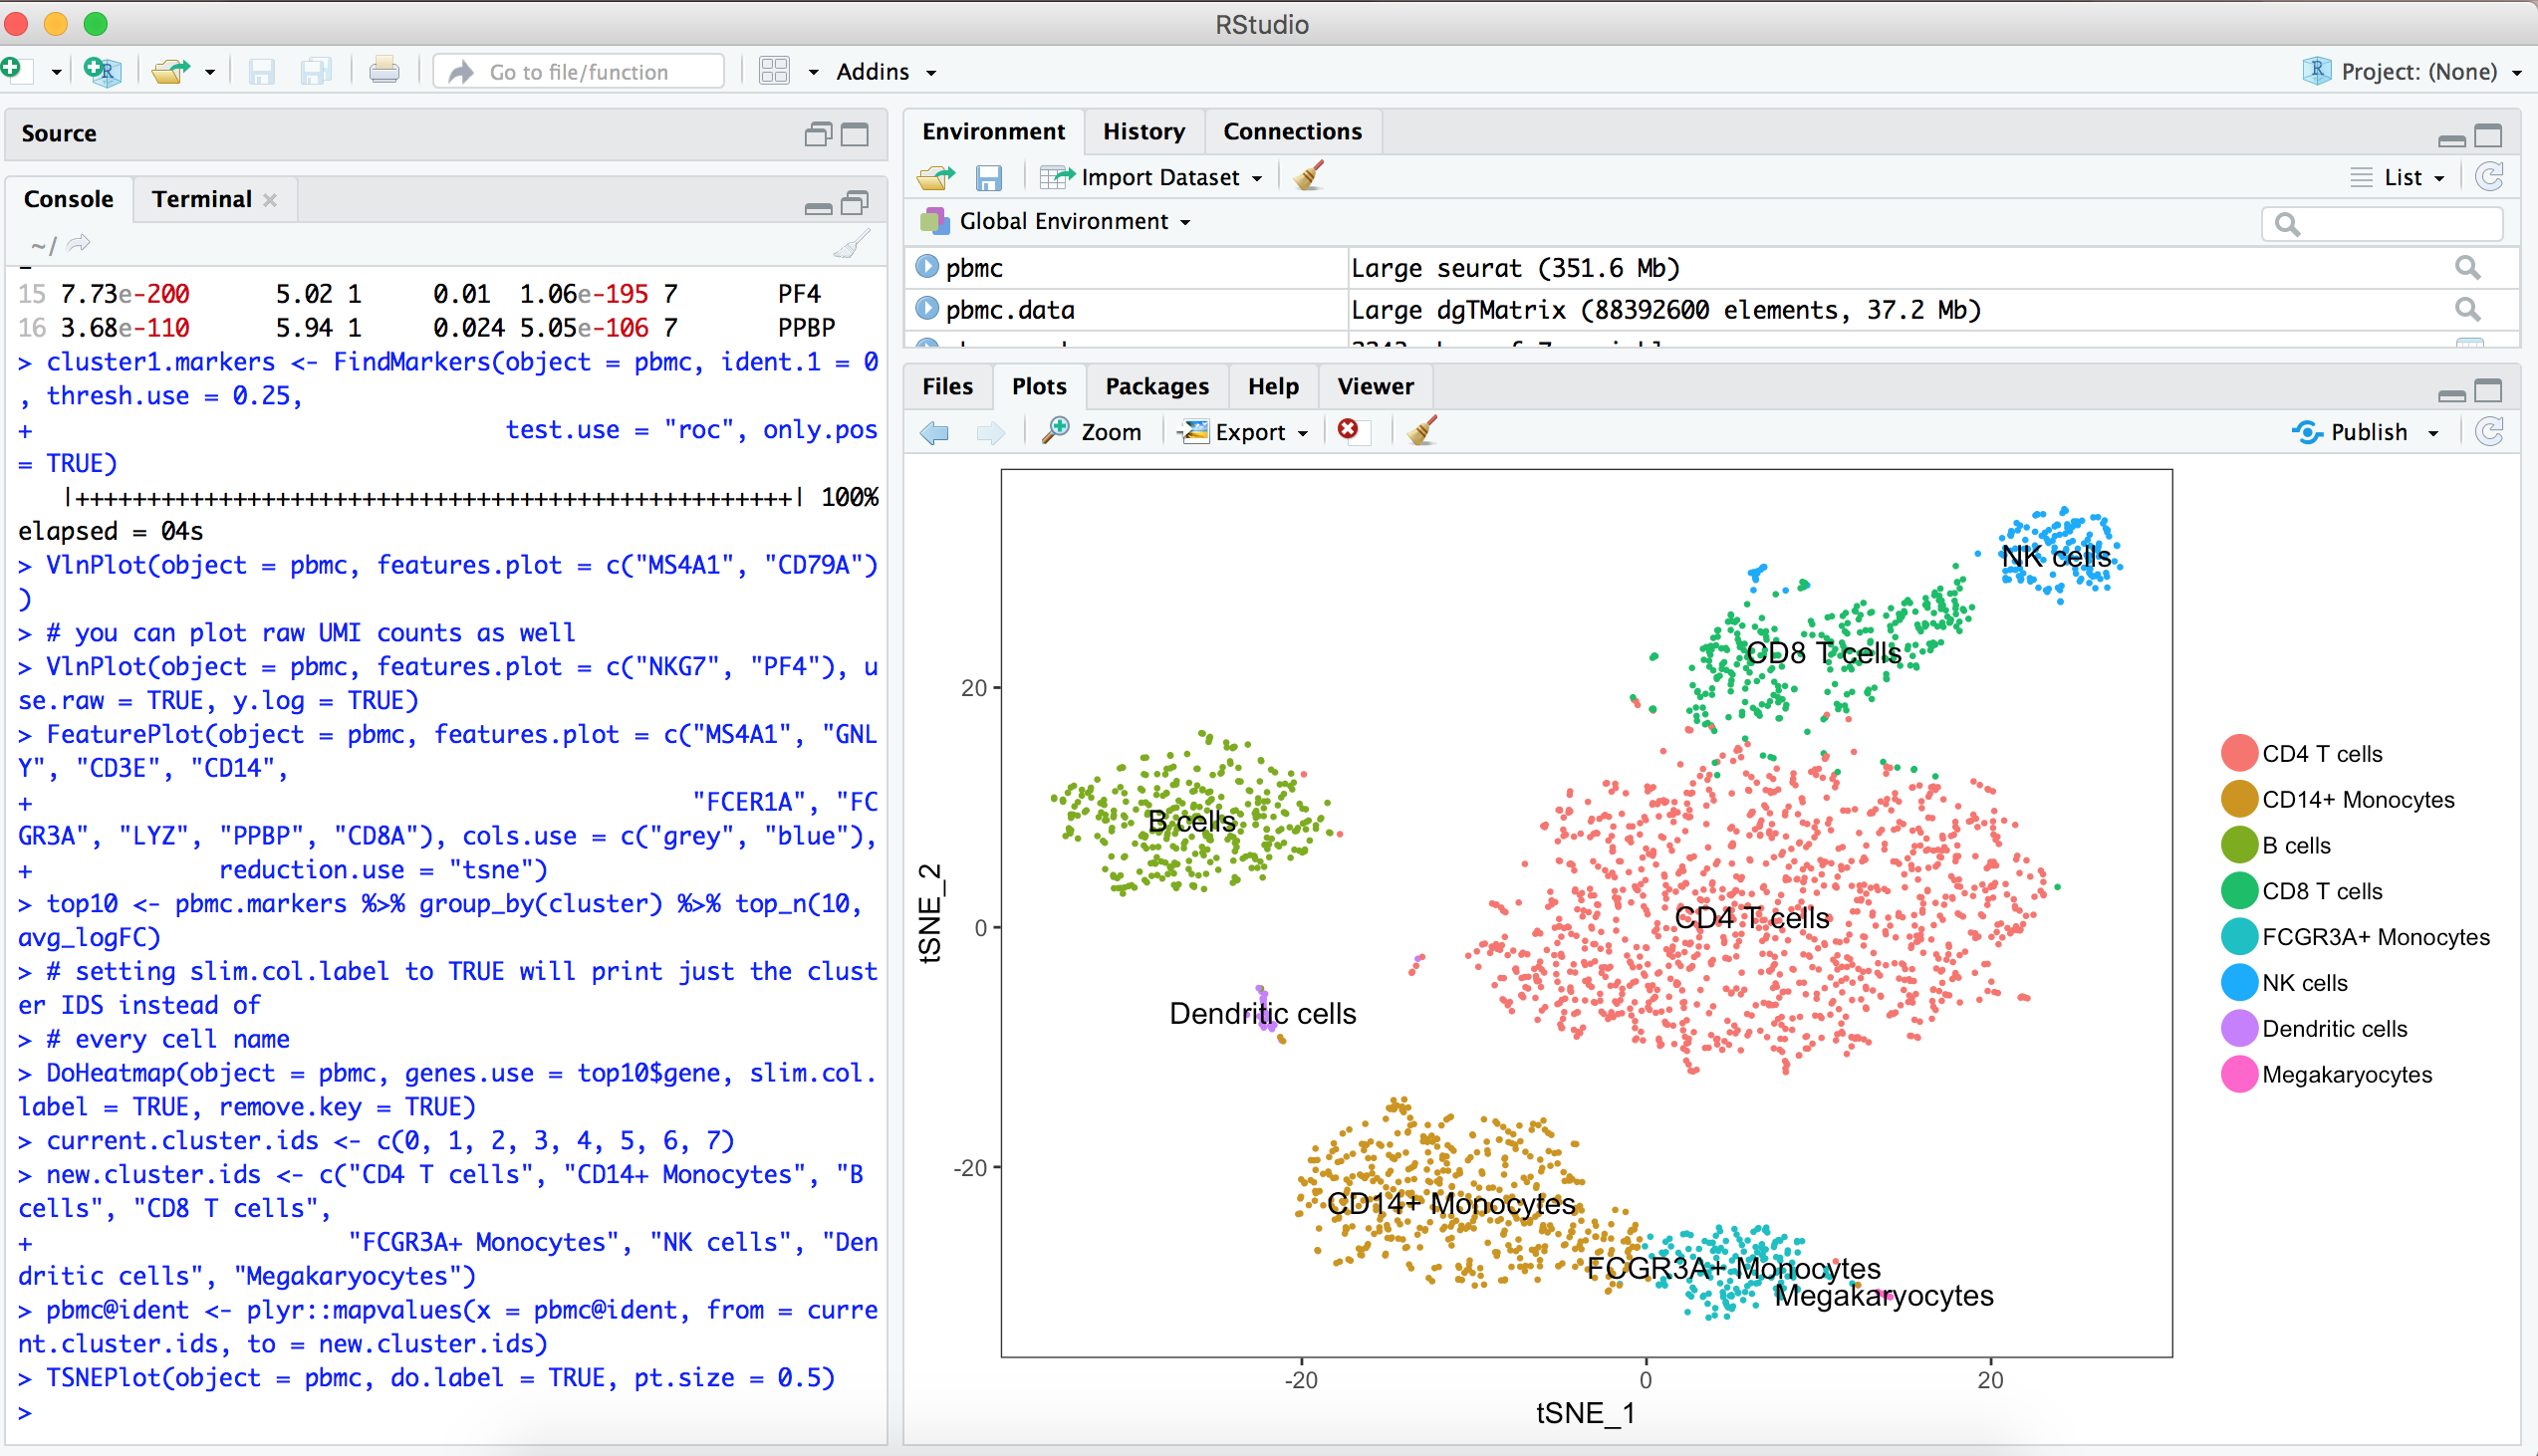 RStudio
Go to file/function
Addins
Project: (None)
Source
Console
Terminal
~/
15 7.73e-200 5.02 1 0.01 1.06e-195 7 PF4
16 3.68e-110 5.94 1 0.024 5.05e-106 7 PPBP
> cluster1.markers <- FindMarkers(object = pbmc, ident.1 = 0
, thresh.use = 0.25,
+ test.use = "roc", only.pos
= TRUE)
|++++++++++++++++++++++++++++++++++++++++++++++++++| 100%
elapsed = 04s
> VlnPlot(object = pbmc, features.plot = c("MS4A1", "CD79A")
)
> # you can plot raw UMI counts as well
> VlnPlot(object = pbmc, features.plot = c("NKG7", "PF4"), u
se.raw = TRUE, y.log = TRUE)
> FeaturePlot(object = pbmc, features.plot = c("MS4A1", "GNL
Y", "CD3E", "CD14",
+ "FCER1A", "FC
GR3A", "LYZ", "PPBP", "CD8A"), cols.use = c("grey", "blue"),
+ reduction.use = "tsne")
> top10 <- pbmc.markers %>% group_by(cluster) %>% top_n(10,
avg_logFC)
> # setting slim.col.label to TRUE will print just the clust
er IDS instead of
> # every cell name
> DoHeatmap(object = pbmc, genes.use = top10$gene, slim.col.
label = TRUE, remove.key = TRUE)
> current.cluster.ids <- c(0, 1, 2, 3, 4, 5, 6, 7)
> new.cluster.ids <- c("CD4 T cells", "CD14+ Monocytes", "B
cells", "CD8 T cells",
+ "FCGR3A+ Monocytes", "NK cells", "Den
dritic cells", "Megakaryocytes")
> pbmc@ident <- plyr::mapvalues(x = pbmc@ident, from = curre
nt.cluster.ids, to = new.cluster.ids)
> TSNEPlot(object = pbmc, do.label = TRUE, pt.size = 0.5)
>
Environment
History
Connections
Import Dataset
List
Global Environment
pbmc Large seurat (351.6 Mb)
pbmc.data Large dgTMatrix (88392600 elements, 37.2 Mb)
Files
Plots
Packages
Help
Viewer
Zoom
Export
Publish
NK cells
CD8 T cells
B cells
CD4 T cells
Dendritic cells
CD14+ Monocytes
FCGR3A+ Monocytes
Megakaryocytes
20
0
-20
tSNE_2
-20
0
20
tSNE_1
CD4 T cells
CD14+ Monocytes
B cells
CD8 T cells
FCGR3A+ Monocytes
NK cells
Dendritic cells
Megakaryocytes